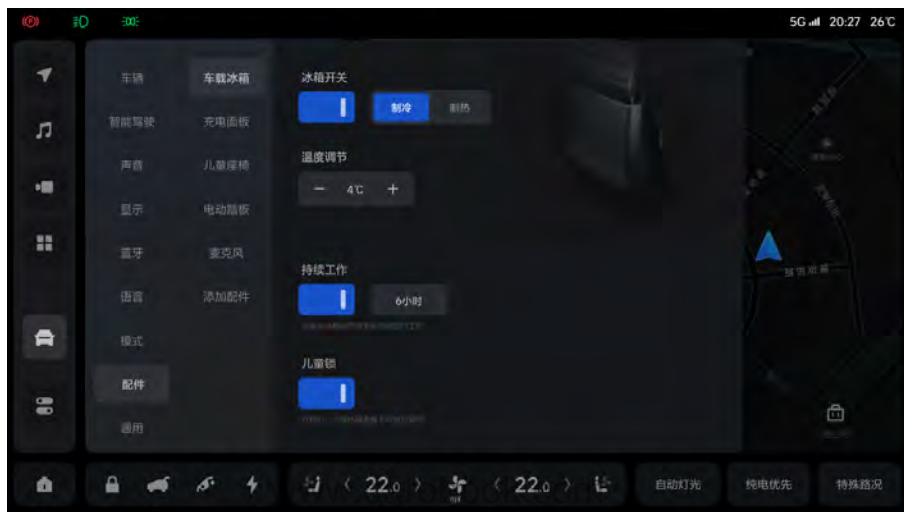 5G 20:27 26℃
车辆
智能驾驶
声音
显示
蓝牙
语言
模式
配件
通用
车载冰箱
充电面板
儿童座椅
电动踏板
麦克风
添加配件
冰箱开关
制冷 制热
温度调节
− 4℃ +
持续工作
6小时
儿童锁
22.0
22.0
自动灯光 纯电优先 特殊路况